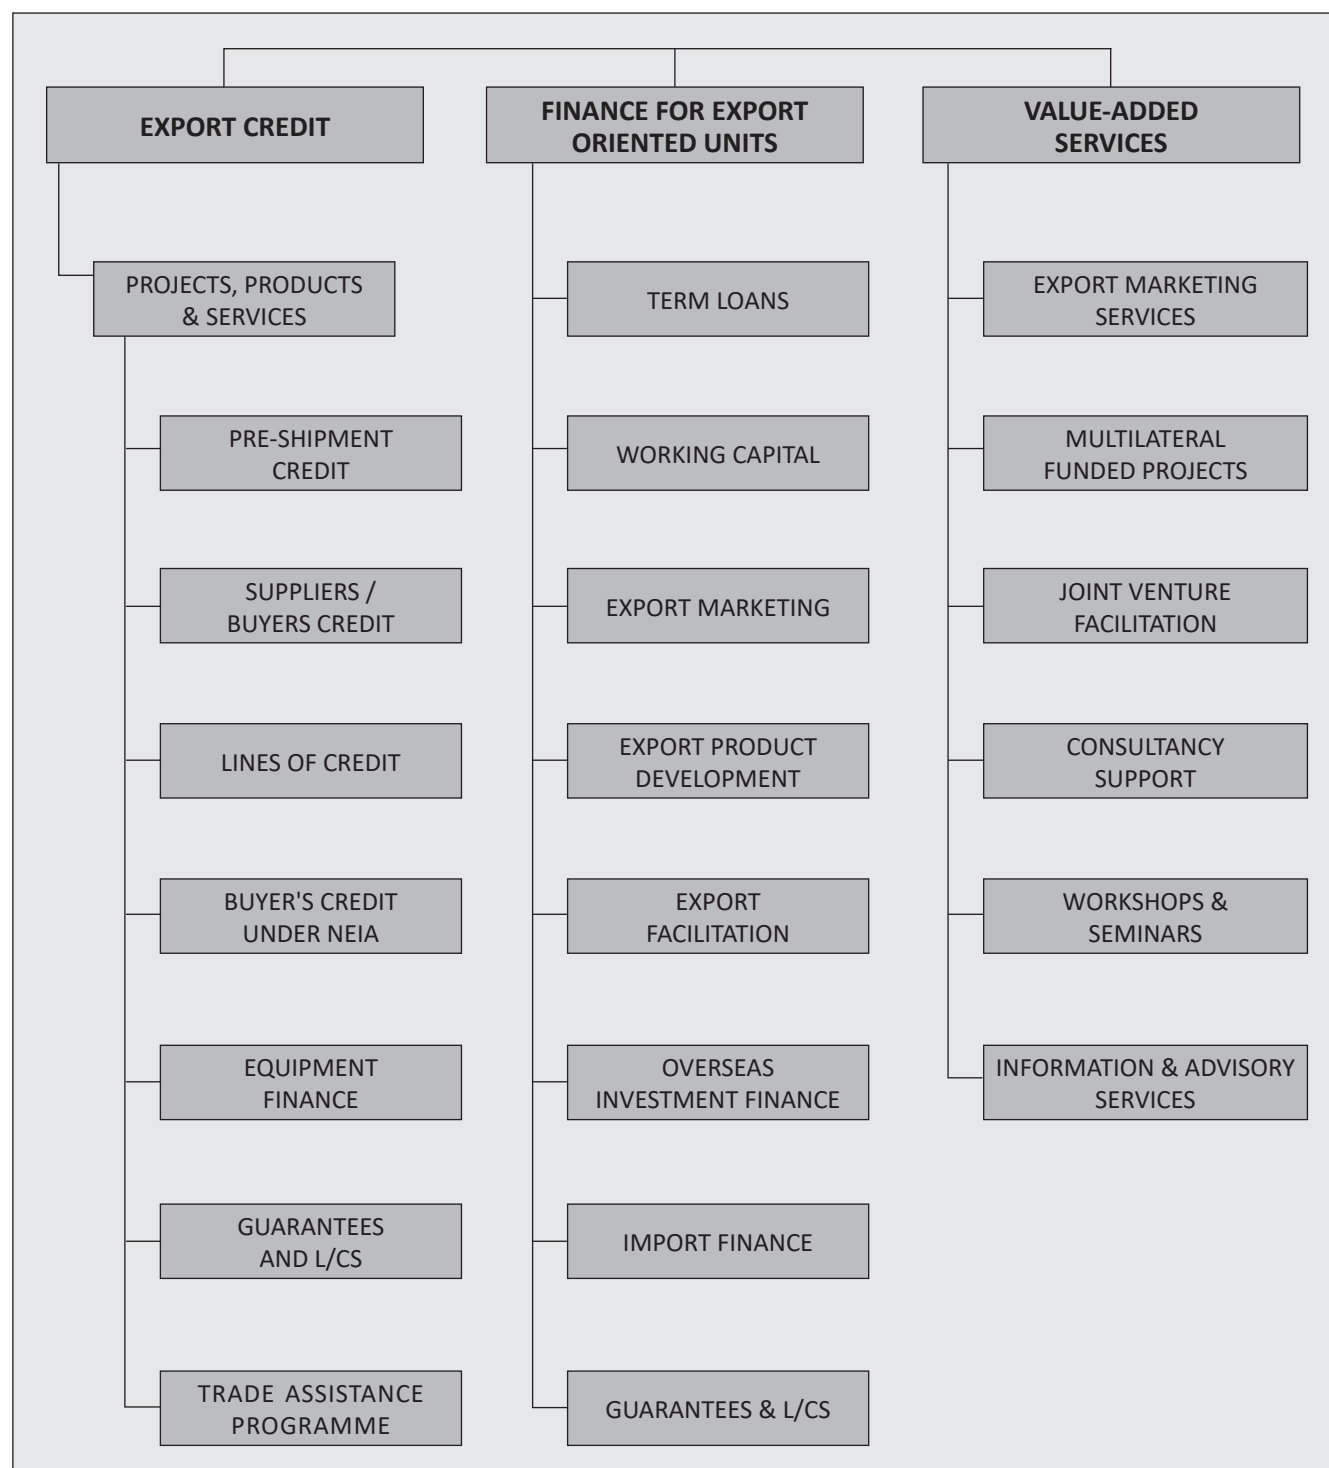 EXPORT CREDIT
PROJECTS, PRODUCTS
& SERVICES
PRE-SHIPMENT
CREDIT
SUPPLIERS /
BUYERS CREDIT
LINES OF CREDIT
BUYER'S CREDIT
UNDER NEIA
EQUIPMENT
FINANCE
GUARANTEES
AND L/CS
TRADE ASSISTANCE
PROGRAMME
FINANCE FOR EXPORT
ORIENTED UNITS
TERM LOANS
WORKING CAPITAL
EXPORT MARKETING
EXPORT PRODUCT
DEVELOPMENT
EXPORT
FACILITATION
OVERSEAS
INVESTMENT FINANCE
IMPORT FINANCE
GUARANTEES & L/CS
VALUE-ADDED
SERVICES
EXPORT MARKETING
SERVICES
MULTILATERAL
FUNDED PROJECTS
JOINT VENTURE
FACILITATION
CONSULTANCY
SUPPORT
WORKSHOPS &
SEMINARS
INFORMATION & ADVISORY
SERVICES